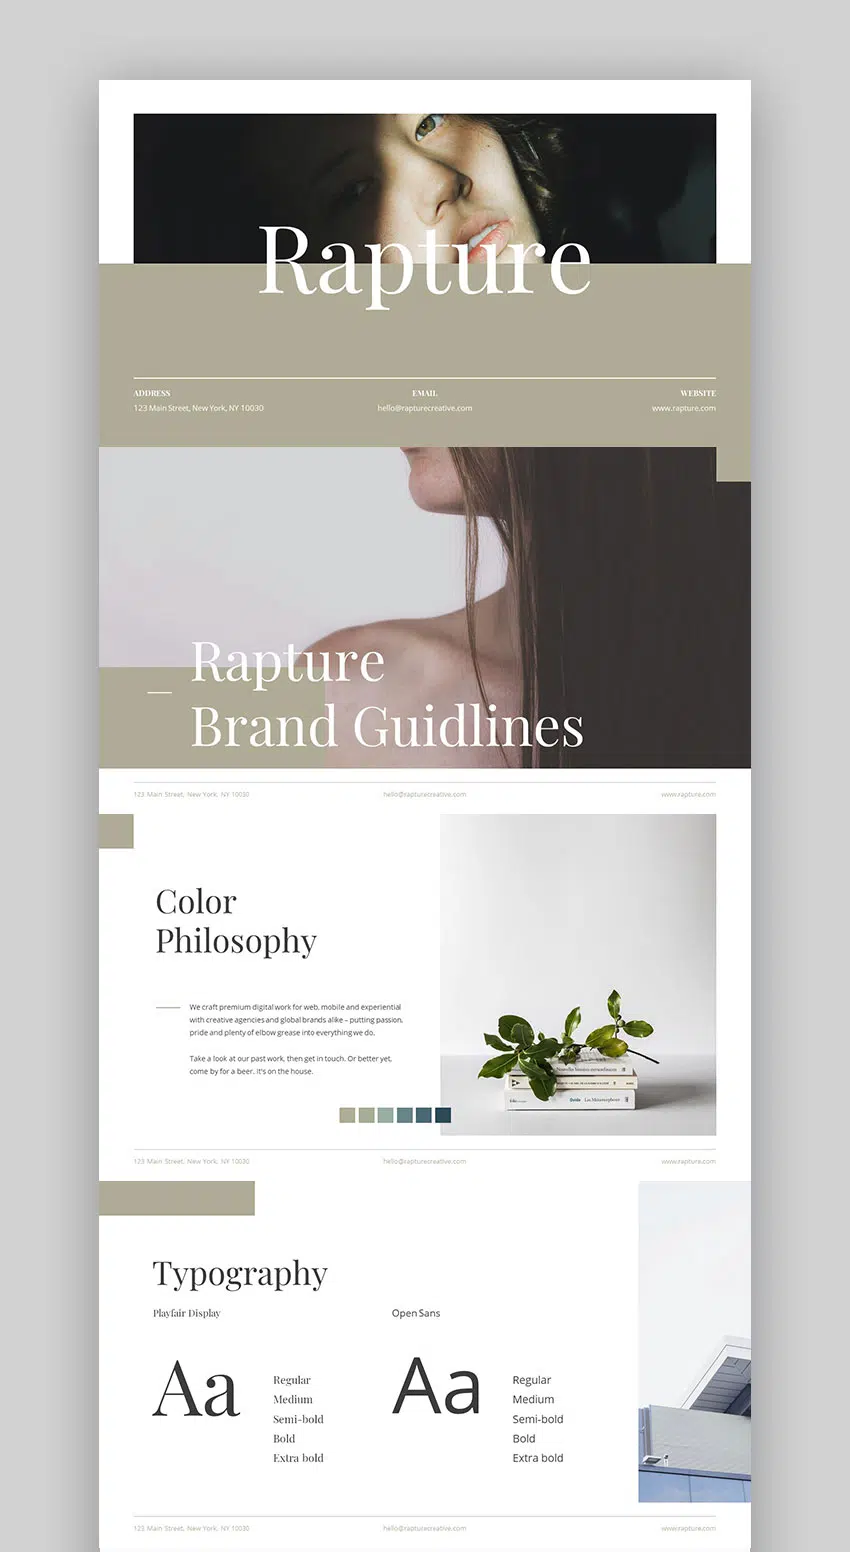 Rapture
ADDRESS
EMAIL
WEBSITE
123 Main Street, New York, NY 10030
hello@rapturecreative.com
www.rapture.com
Rapture
Brand Guidlines
123 Main Street, New York, NY 10030
hello@rapturecreative.com
www.rapture.com
Color
Philosophy
We craft premium digital work for web, mobile and experiential
with creative agencies and global brands alike – putting passion,
pride and plenty of elbow grease into everything we do.
Take a look at our past work, then get in touch. Or better yet,
come by for a beer. It's on the house.
Ovidio
123 Main Street, New York, NY 10030
hello@rapturecreative.com
www.rapture.com
Typography
Playfair Display
Open Sans
Aa
Regular
Medium
Semi-bold
Bold
Extra bold
Aa
Regular
Medium
Semi-bold
Bold
Extra bold
123 Main Street, New York, NY 10030
hello@rapturecreative.com
www.rapture.com